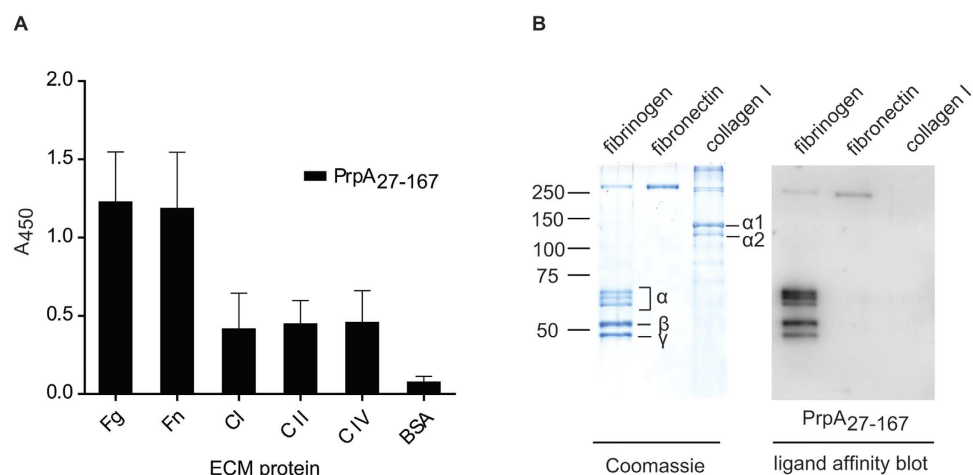 A
2.0
1.5
1.0
0.5
0.0
A450
PrpA27-167
Fg
Fn
CI
C II
C IV
BSA
ECM protein
B
fibrinogen
fibronectin
collagen I
fibrinogen
fibronectin
collagen I
250
150
100
75
50
α1
α2
α
β
γ
Coomassie
PrpA27-167
ligand affinity blot